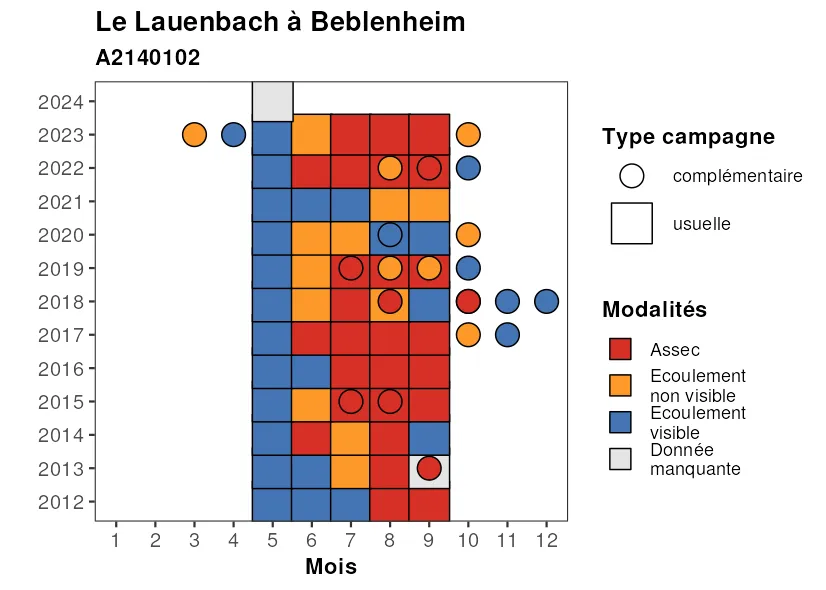 Le Lauenbach à Beblenheim
A2140102
2024
2023
2022
2021
2020
2019
2018
2017
2016
2015
2014
2013
2012
1 2 3 4 5 6 7 8 9 10 11 12
Mois
Type campagne
complémentaire
usuelle
Modalités
Assec
Ecoulement
non visible
Ecoulement
visible
Donnée
manquante